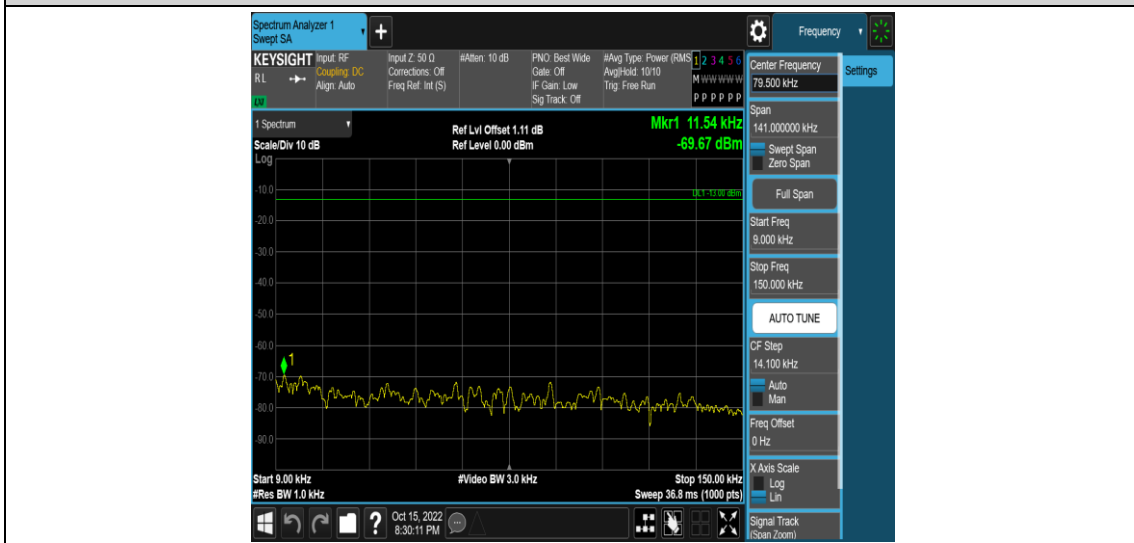 Spectrum Analyzer 1
Swept SA
+
Frequency
KEYSIGHT
RL
LXI
Input: RF
Coupling: DC
Align: Auto
Input Z: 50 Ω
Corrections: Off
Freq Ref: Int (S)
#Atten: 10 dB
PNO: Best Wide
Gate: Off
IF Gain: Low
Sig Track: Off
#Avg Type: Power (RMS
Avg|Hold: 10/10
Trig: Free Run
1 2 3 4 5 6
M W W W W W
P P P P P P
1 Spectrum
Scale/Div 10 dB
Ref Lvl Offset 1.11 dB
Ref Level 0.00 dBm
Mkr1 11.54 kHz
-69.67 dBm
Log
DL1 -13.00 dBm
-10.0
-20.0
-30.0
-40.0
-50.0
-60.0
-70.0
-80.0
-90.0
1
Start 9.00 kHz
#Res BW 1.0 kHz
#Video BW 3.0 kHz
Stop 150.00 kHz
Sweep 36.8 ms (1000 pts)
Center Frequency
79.500 kHz
Settings
Span
141.000000 kHz
Swept Span
Zero Span
Full Span
Start Freq
9.000 kHz
Stop Freq
150.000 kHz
AUTO TUNE
CF Step
14.100 kHz
Auto
Man
Freq Offset
0 Hz
X Axis Scale
Log
Lin
Signal Track
(Span Zoom)
?
Oct 15, 2022
8:30:11 PM